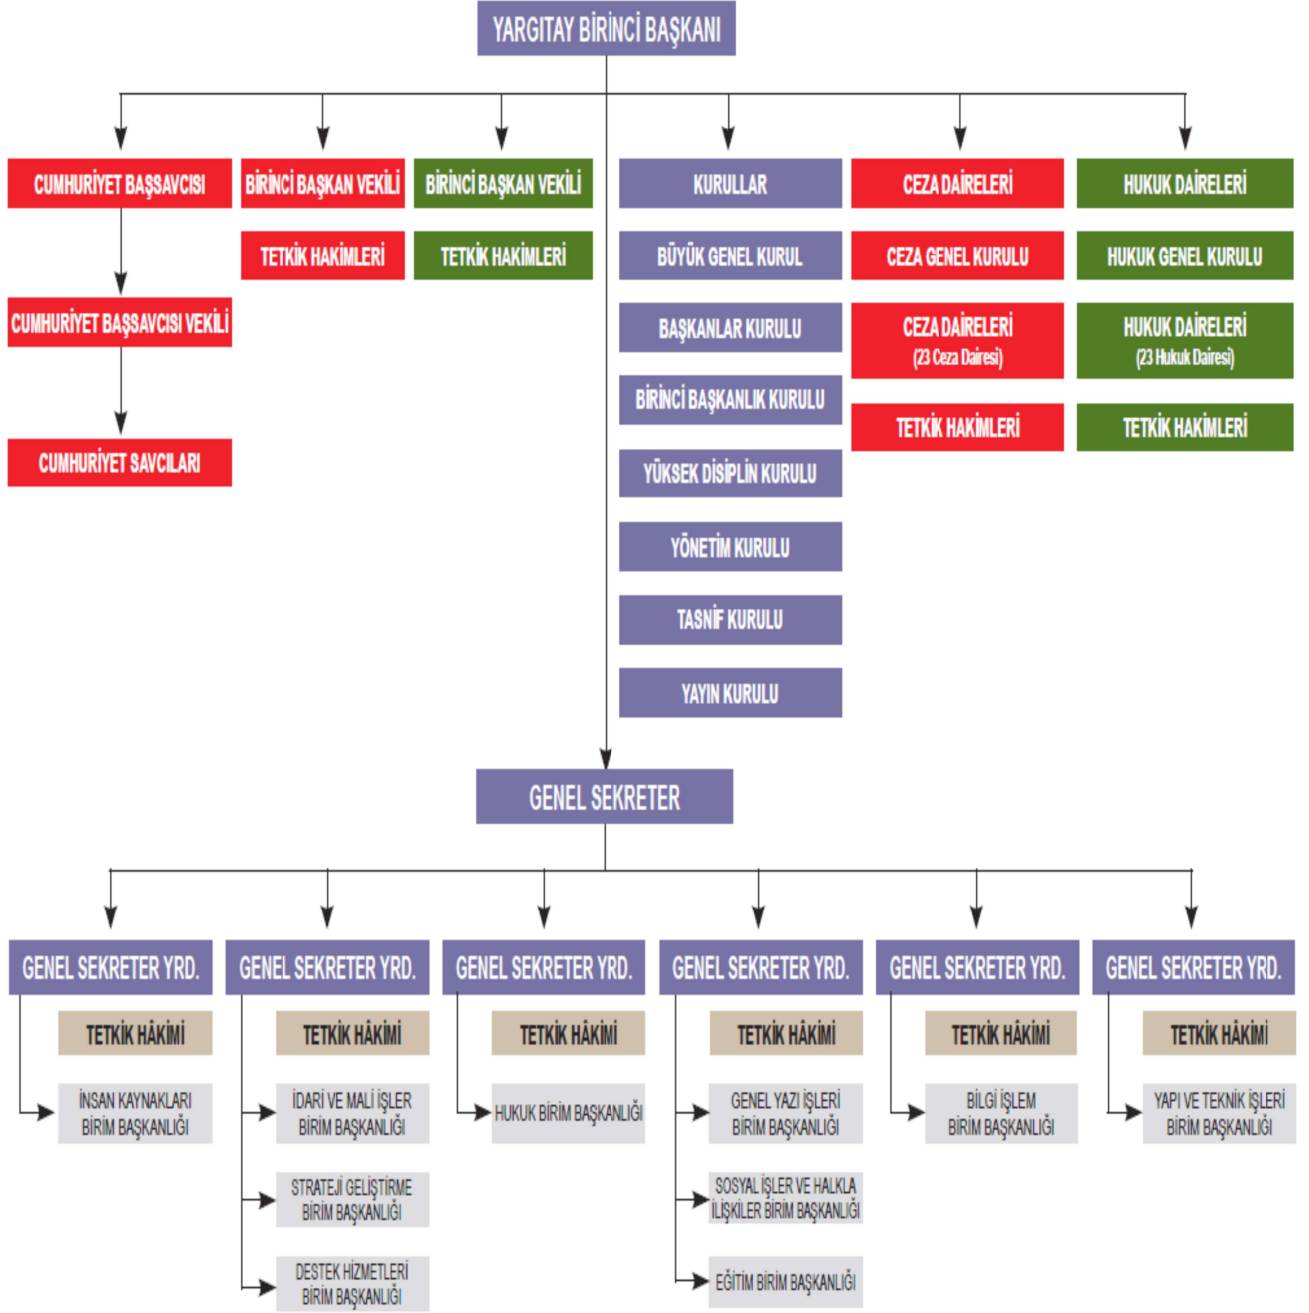 YARGITAY BİRİNCİ BAŞKANI
CUMHURİYET BAŞSAVCISI
BİRİNCİ BAŞKAN VEKİLİ
BİRİNCİ BAŞKAN VEKİLİ
KURULLAR
CEZA DAİRELERİ
HUKUK DAİRELERİ
TETKİK HAKİMLERİ
TETKİK HAKİMLERİ
BÜYÜK GENEL KURUL
CEZA GENEL KURULU
HUKUK GENEL KURULU
CUMHURİYET BAŞSAVCISI VEKİLİ
BAŞKANLAR KURULU
CEZA DAİRELERİ
(23 Ceza Dairesi)
HUKUK DAİRELERİ
(23 Hukuk Dairesi)
BİRİNCİ BAŞKANLIK KURULU
TETKİK HAKİMLERİ
TETKİK HAKİMLERİ
CUMHURİYET SAVCILARI
YÜKSEK DİSİPLİN KURULU
YÖNETİM KURULU
TASNİF KURULU
YAYIN KURULU
GENEL SEKRETER
GENEL SEKRETER YRD.
GENEL SEKRETER YRD.
GENEL SEKRETER YRD.
GENEL SEKRETER YRD.
GENEL SEKRETER YRD.
GENEL SEKRETER YRD.
TETKİK HÂKİMİ
TETKİK HÂKİMİ
TETKİK HÂKİMİ
TETKİK HÂKİMİ
TETKİK HÂKİMİ
TETKİK HÂKİMİ
İNSAN KAYNAKLARI
BİRİM BAŞKANLIĞI
İDARİ VE MALİ İŞLER
BİRİM BAŞKANLIĞI
HUKUK BİRİM BAŞKANLIĞI
GENEL YAZI İŞLERİ
BİRİM BAŞKANLIĞI
BİLGİ İŞLEM
BİRİM BAŞKANLIĞI
YAPI VE TEKNİK İŞLERİ
BİRİM BAŞKANLIĞI
STRATEJİ GELİŞTİRME
BİRİM BAŞKANLIĞI
SOSYAL İŞLER VE HALKLA
İLİŞKİLER BİRİM BAŞKANLIĞI
DESTEK HİZMETLERİ
BİRİM BAŞKANLIĞI
EĞİTİM BİRİM BAŞKANLIĞI